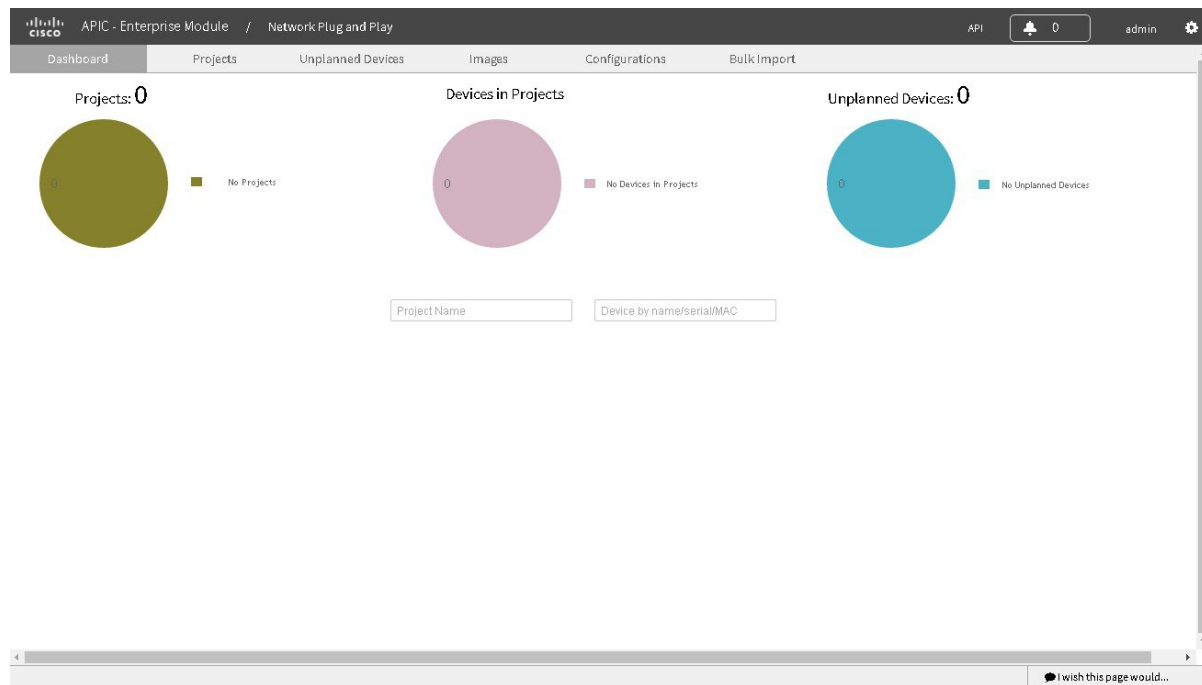 CISCO APIC - Enterprise Module / Network Plug and Play API 0 admin
Dashboard Projects Unplanned Devices Images Configurations Bulk Import
Projects: 0
Devices in Projects
Unplanned Devices: 0
0
No Projects
0
No Devices in Projects
0
No Unplanned Devices
Project Name
Device by name/serial/MAC
I wish this page would...